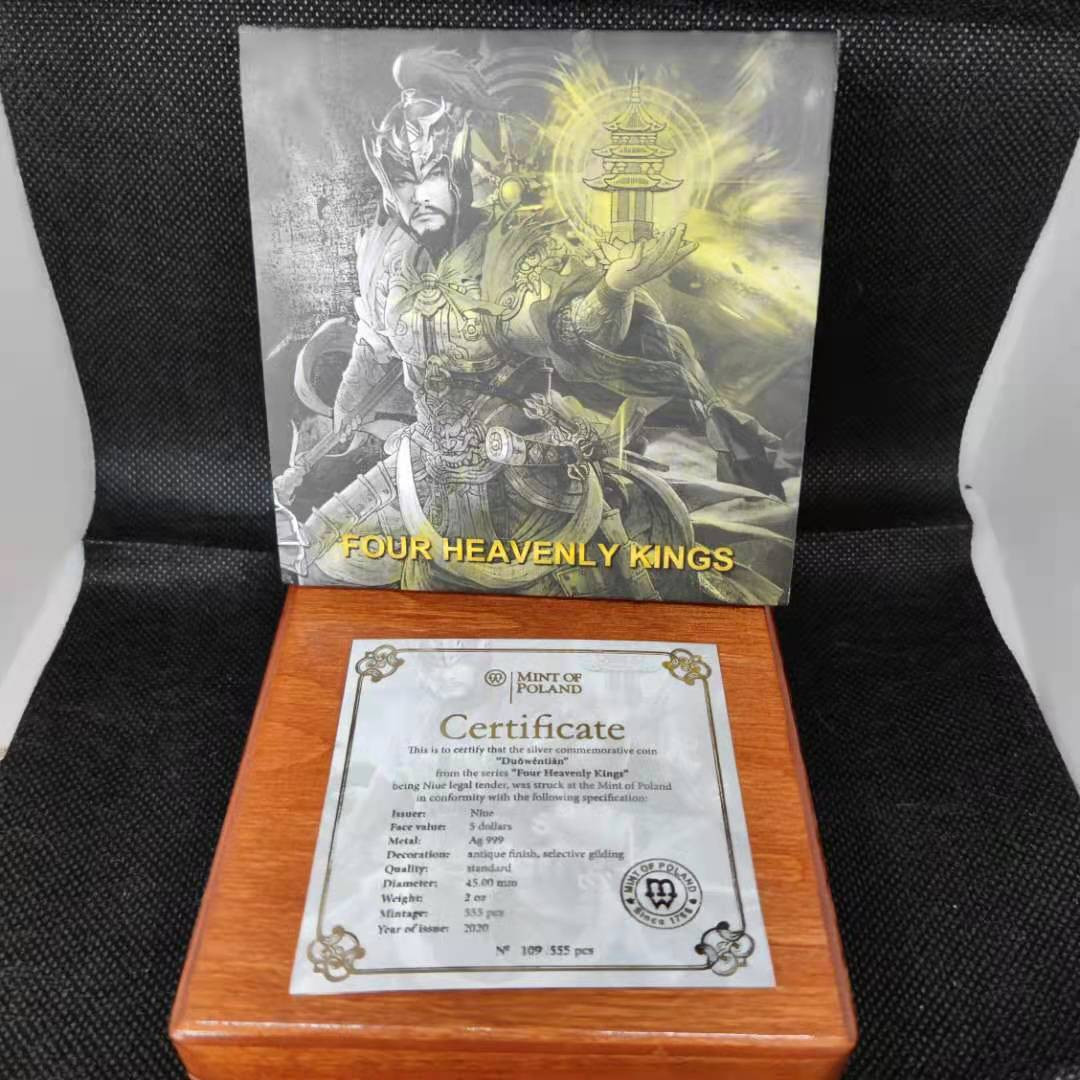 FOUR HEAVENLY KINGS
MINT OF
POLAND
Certificate
This is to certify that the silver commemorative coin
"Duōwéntiān"
from the series "Four Heavenly Kings"
being Niue legal tender, was struck at the Mint of Poland
in conformity with the following specification:
Issuer: Niue
Face value: 5 dollars
Metal: Ag 999
Decoration: antique finish, selective gilding
Quality: standard
Diameter: 45.00 mm
Weight: 2 oz
Mintage: 555 pcs
Year of issue: 2020
MINT OF POLAND
Since 1766
Nº 109 / 555 pcs